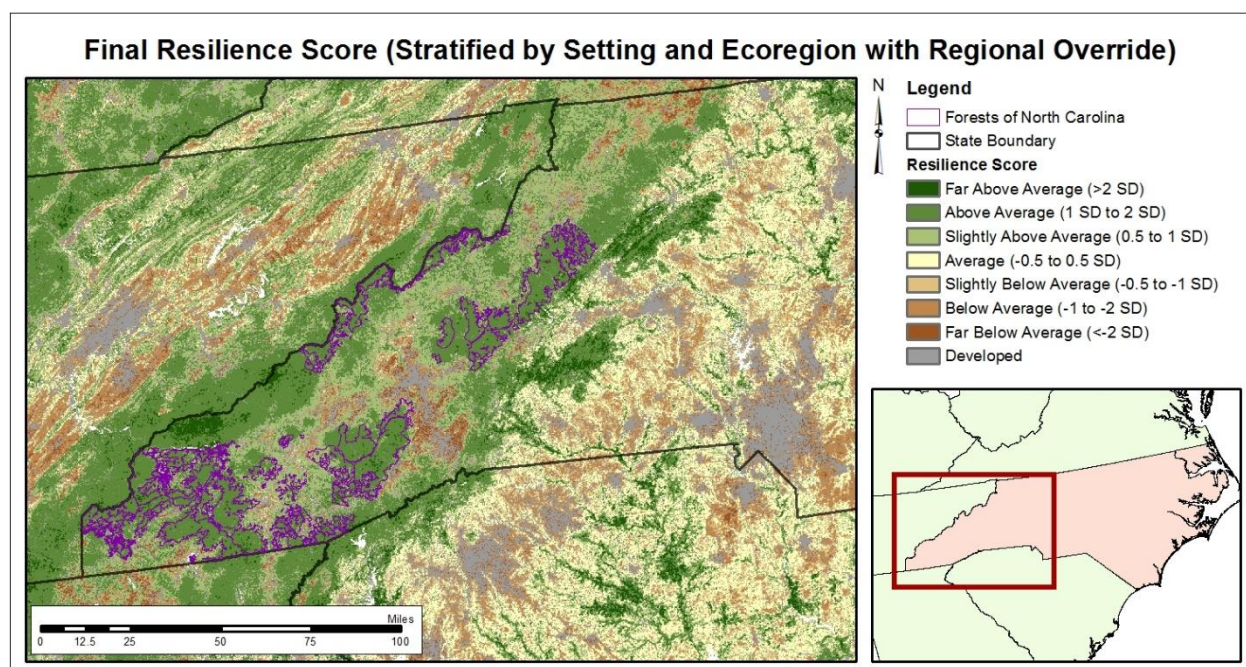 Final Resilience Score (Stratified by Setting and Ecoregion with Regional Override)
N
Legend
Forests of North Carolina
State Boundary
Resilience Score
Far Above Average (>2 SD)
Above Average (1 SD to 2 SD)
Slightly Above Average (0.5 to 1 SD)
Average (-0.5 to 0.5 SD)
Slightly Below Average (-0.5 to -1 SD)
Below Average (-1 to -2 SD)
Far Below Average (<-2 SD)
Developed
Miles
0 12.5 25 50 75 100